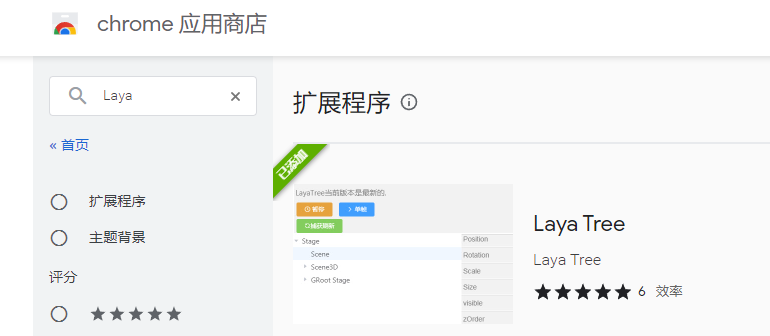 chrome 应用商店
Laya
« 首页
扩展程序
主题背景
评分
扩展程序
已添加
LayaTree当前版本是最新的.
暂停
单帧
捕获刷新
Stage
Scene
Scene3D
GRoot Stage
Position
Rotation
Scale
Size
visible
zOrder
Laya Tree
Laya Tree
6 效率